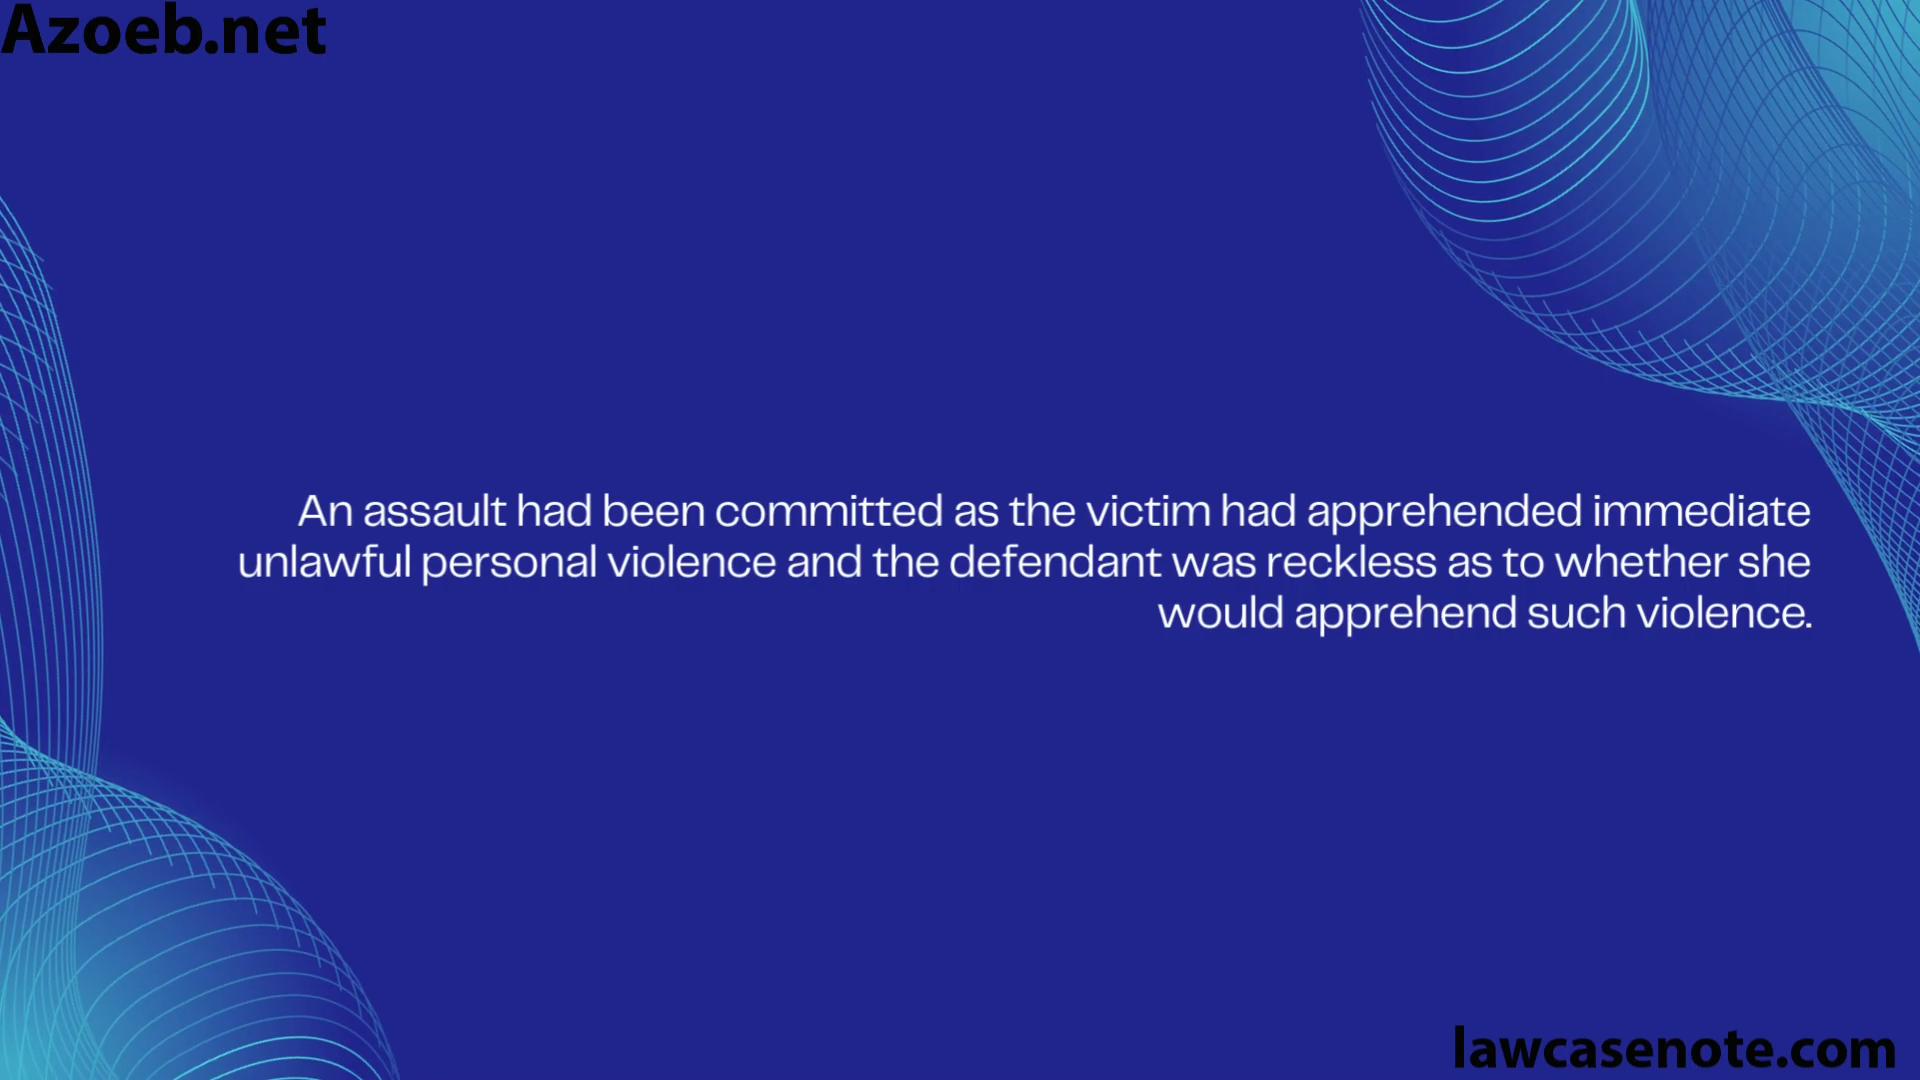 Azoeb.net
An assault had been committed as the victim had apprehended immediate
unlawful personal violence and the defendant was reckless as to whether she
would apprehend such violence.
lawcasenote.com